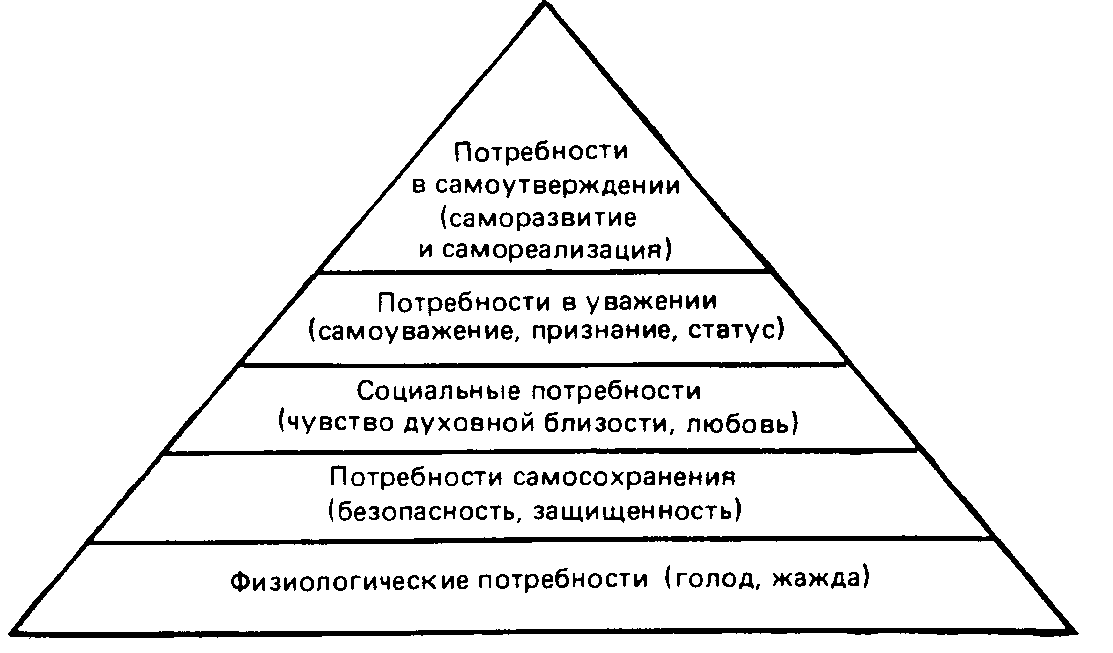 Потребности
в самоутверждении
(саморазвитие
и самореализация)
Потребности в уважении
(самоуважение, признание, статус)
Социальные потребности
(чувство духовной близости, любовь)
Потребности самосохранения
(безопасность, защищенность)
Физиологические потребности (голод, жажда)